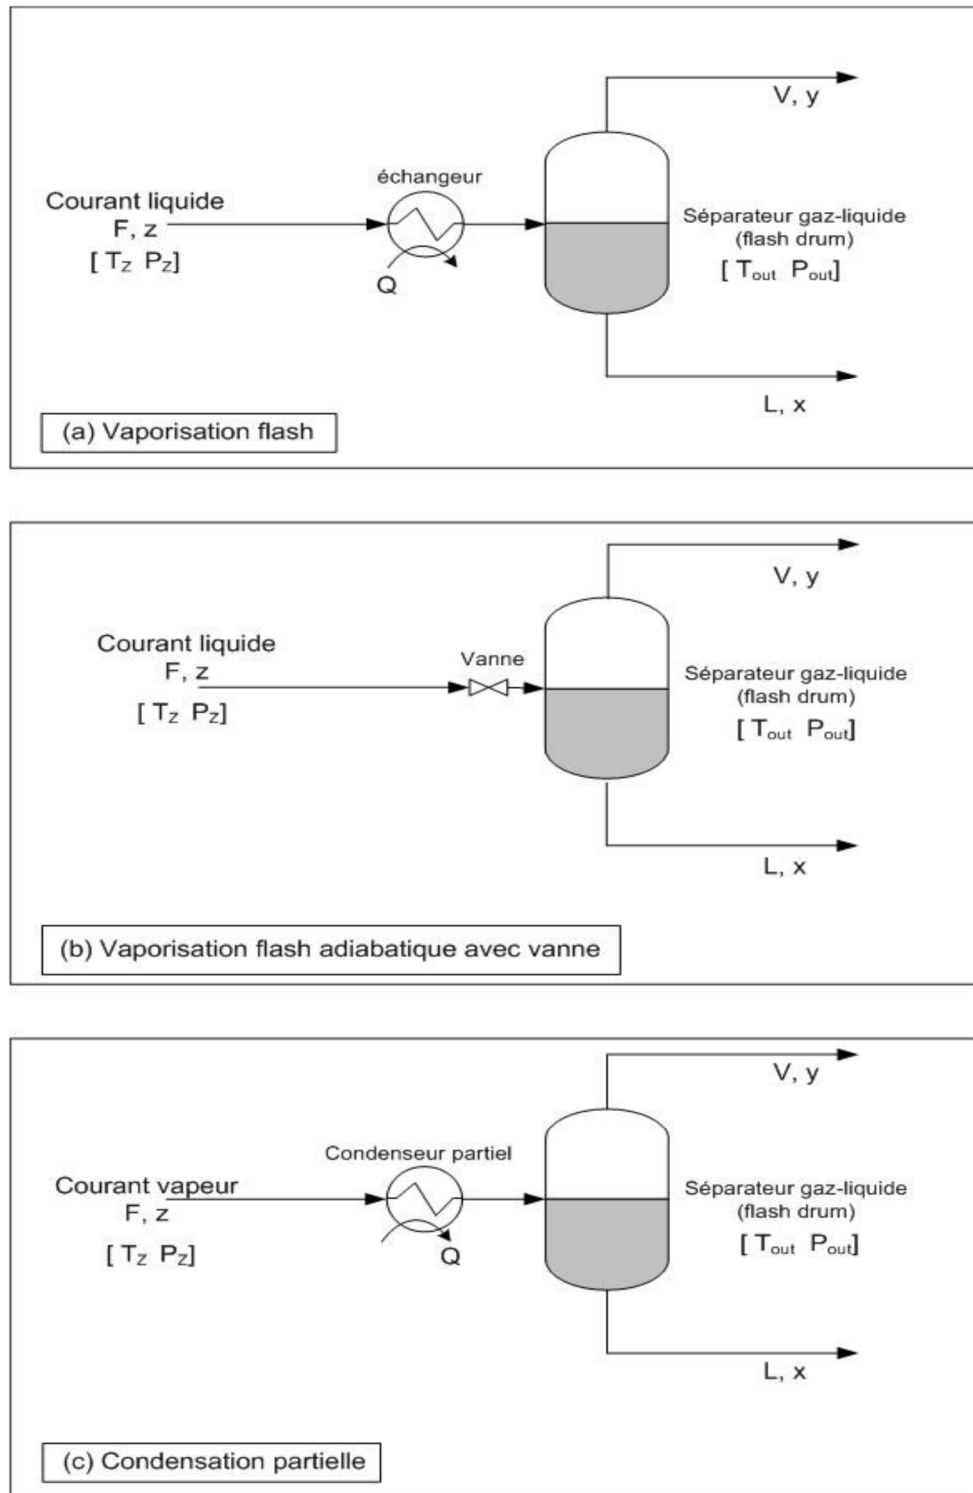 V, y
échangeur
Courant liquide
F, z
[ Tz Pz]
Q
Séparateur gaz-liquide
(flash drum)
[ Tout Pout]
L, x
(a) Vaporisation flash
V, y
Courant liquide
F, z
[ Tz Pz]
Vanne
Séparateur gaz-liquide
(flash drum)
[ Tout Pout]
L, x
(b) Vaporisation flash adiabatique avec vanne
V, y
Condenseur partiel
Courant vapeur
F, z
[ Tz Pz]
Q
Séparateur gaz-liquide
(flash drum)
[ Tout Pout]
L, x
(c) Condensation partielle